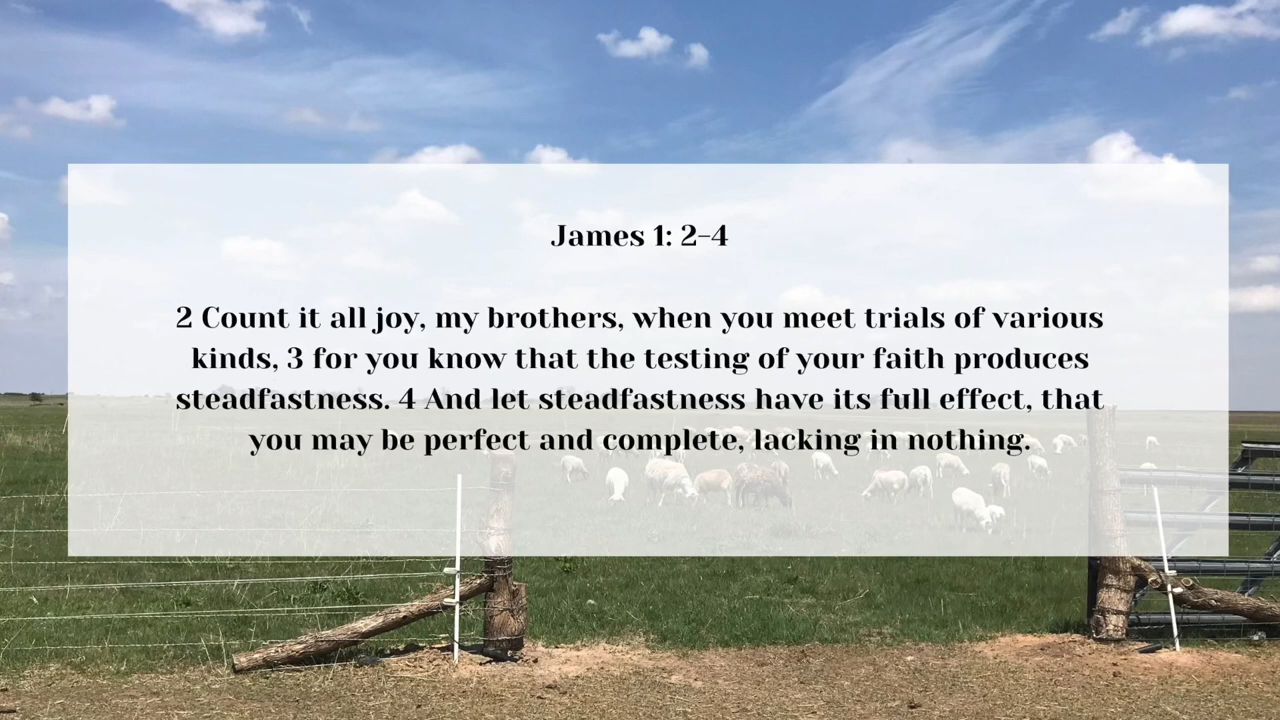 James 1: 2-4
2 Count it all joy, my brothers, when you meet trials of various
kinds, 3 for you know that the testing of your faith produces
steadfastness. 4 And let steadfastness have its full effect, that
you may be perfect and complete, lacking in nothing.